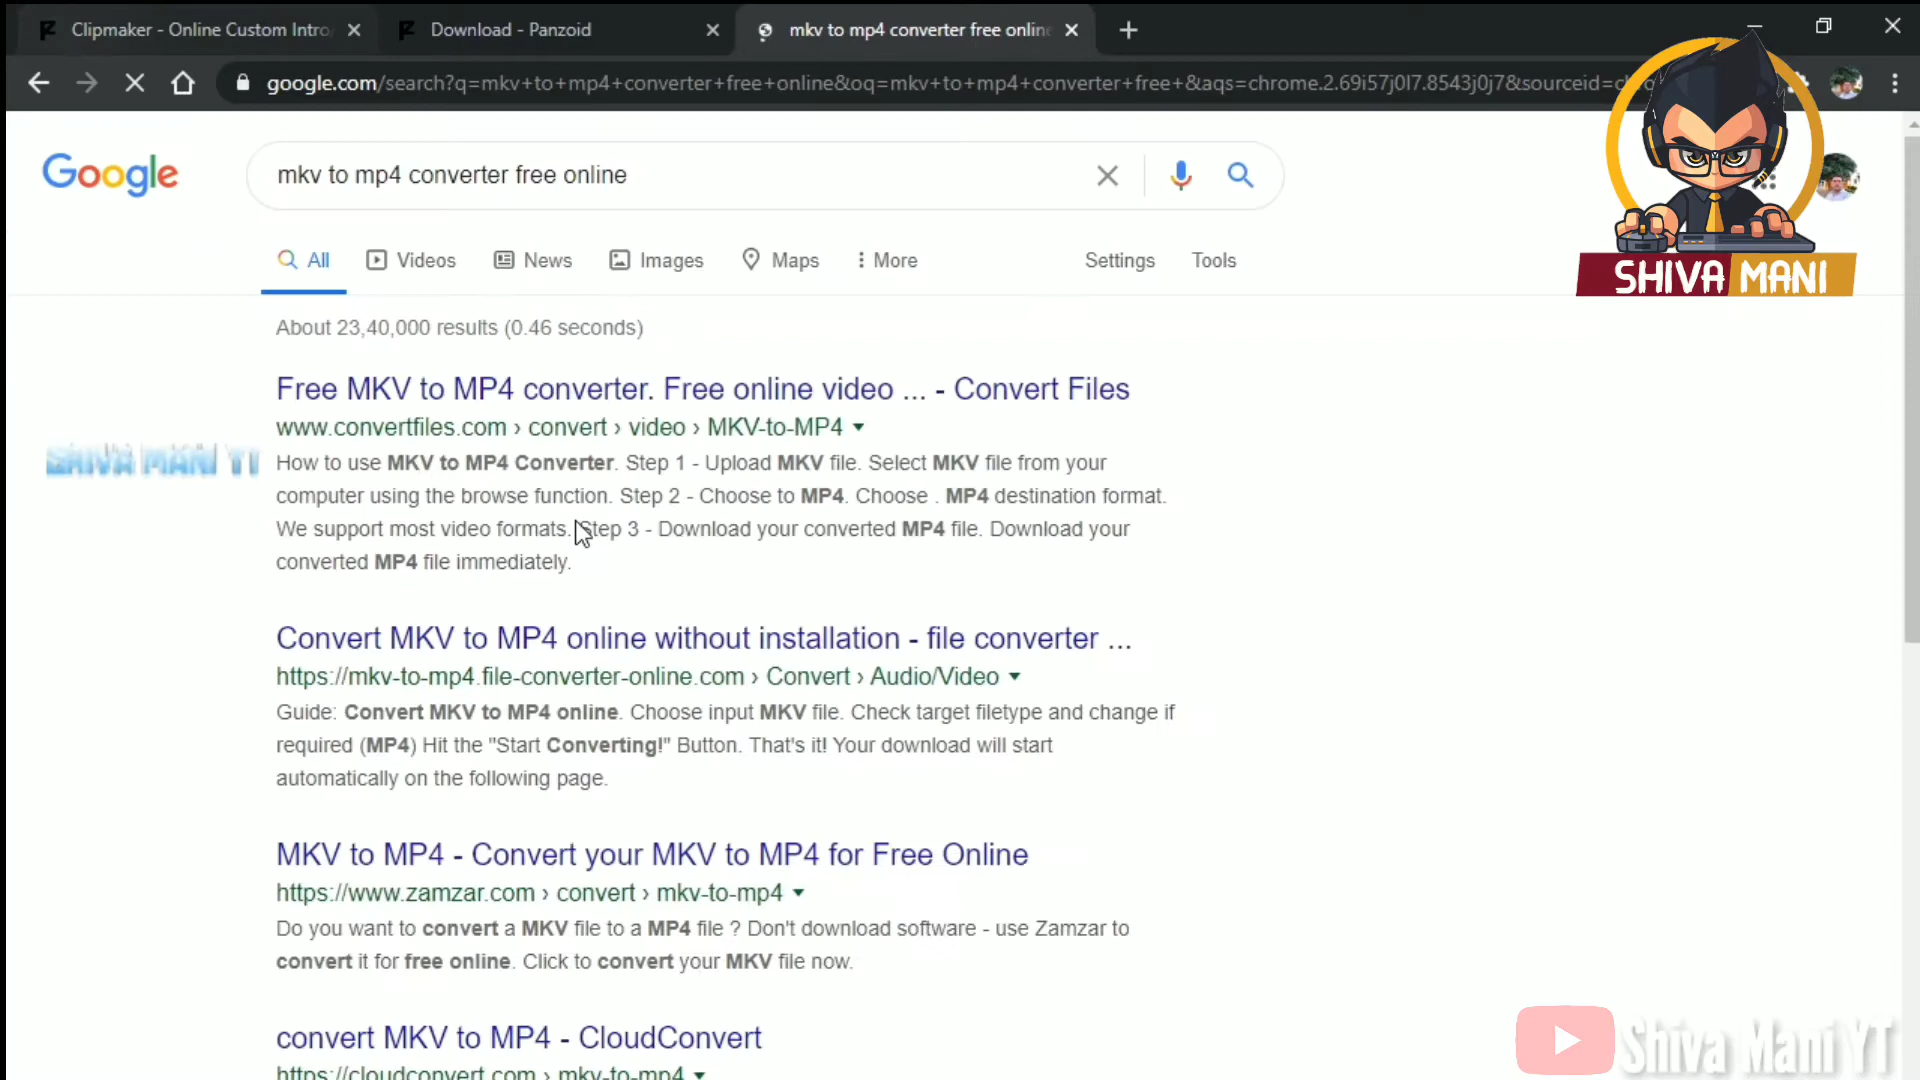 Clipmaker - Online Custom Intro
Download - Panzoid
mkv to mp4 converter free online
google.com/search?q=mkv+to+mp4+converter+free+online&oq=mkv+to+mp4+converter+free+&aqs=chrome.2.69i57j0l7.8543j0j7&sourceid=
Google
mkv to mp4 converter free online
All Videos News Images Maps More Settings Tools
SHIVA MANI
About 23,40,000 results (0.46 seconds)
Free MKV to MP4 converter. Free online video ... - Convert Files
www.convertfiles.com › convert › video › MKV-to-MP4
SHIVA MANI YT
How to use MKV to MP4 Converter. Step 1 - Upload MKV file. Select MKV file from your
computer using the browse function. Step 2 - Choose to MP4. Choose . MP4 destination format.
We support most video formats. Step 3 - Download your converted MP4 file. Download your
converted MP4 file immediately.
Convert MKV to MP4 online without installation - file converter ...
https://mkv-to-mp4.file-converter-online.com › Convert › Audio/Video
Guide: Convert MKV to MP4 online. Choose input MKV file. Check target filetype and change if
required (MP4) Hit the "Start Converting!" Button. That's it! Your download will start
automatically on the following page.
MKV to MP4 - Convert your MKV to MP4 for Free Online
https://www.zamzar.com › convert › mkv-to-mp4
Do you want to convert a MKV file to a MP4 file ? Don't download software - use Zamzar to
convert it for free online. Click to convert your MKV file now.
convert MKV to MP4 - CloudConvert
https://cloudconvert.com › mkv-to-mp4
Shiva Mani YT